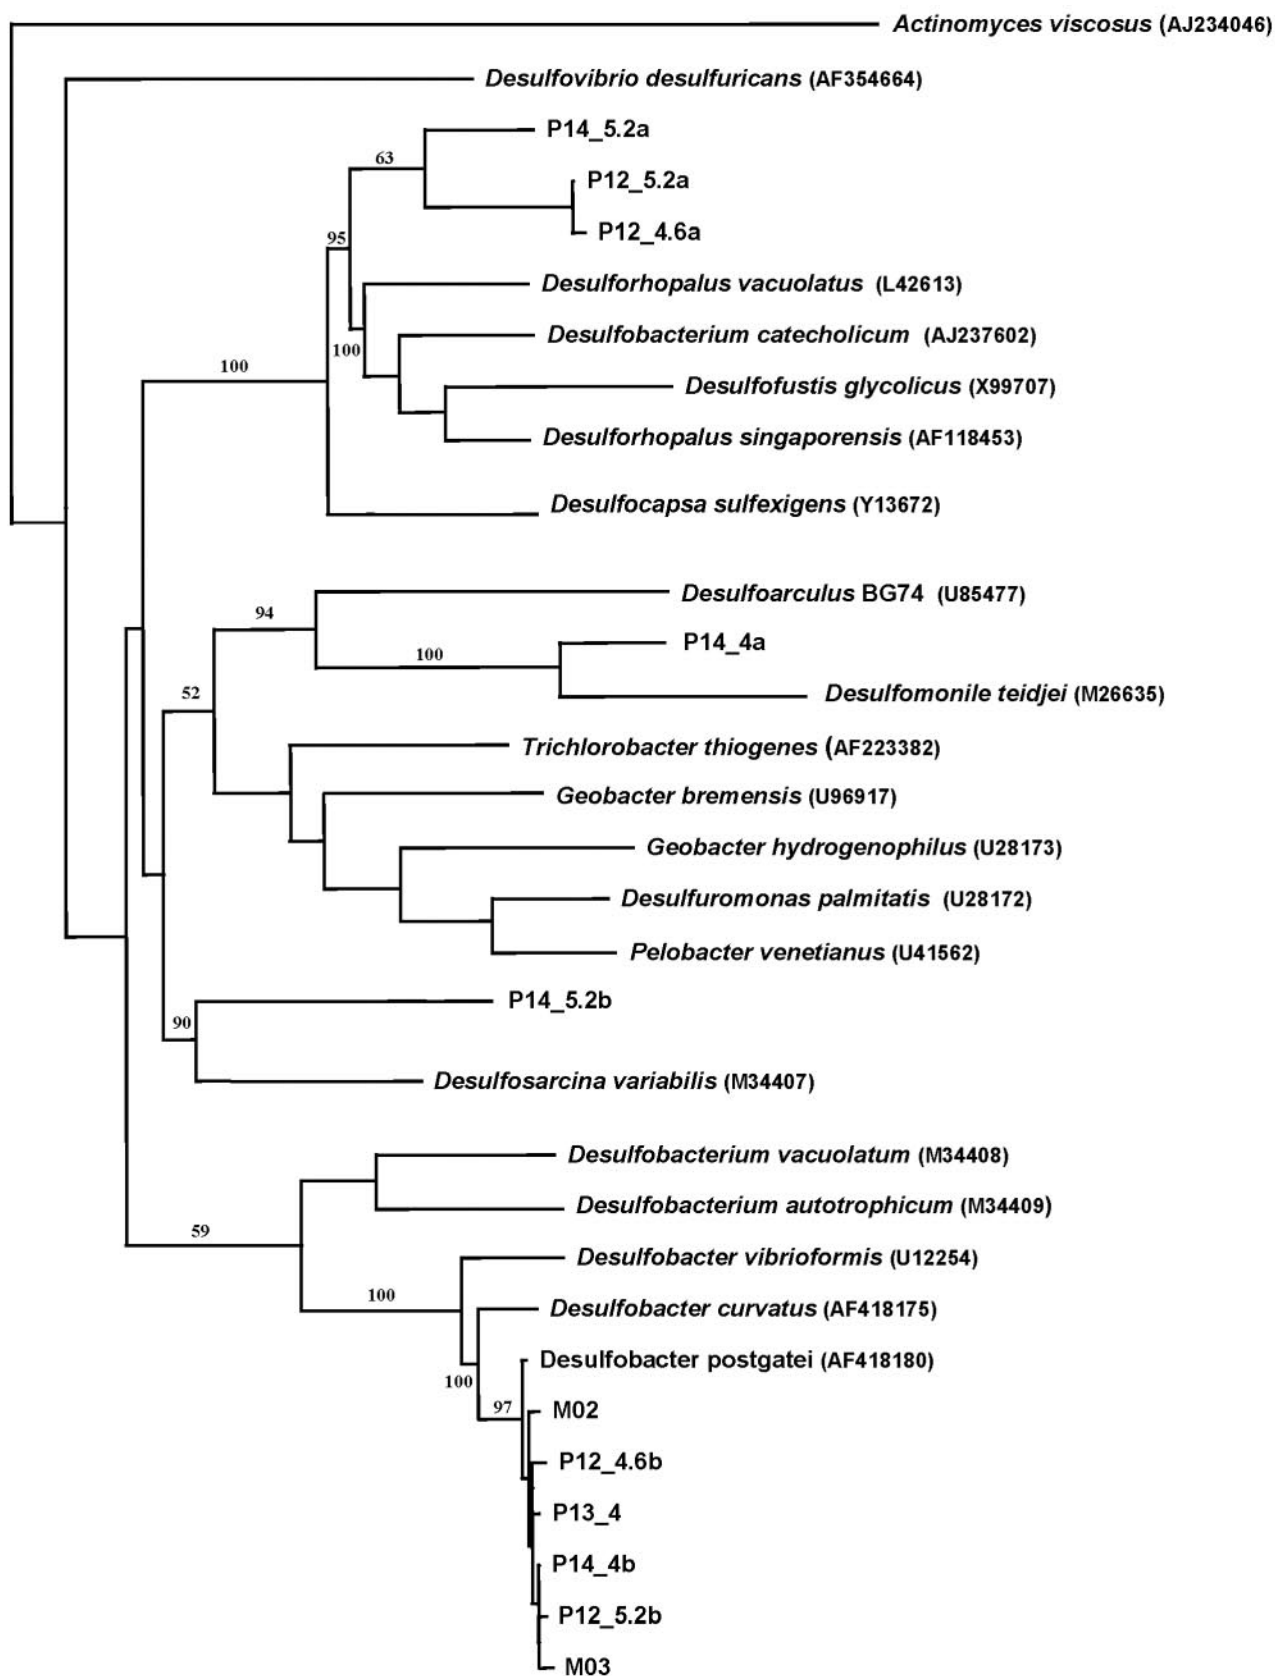 Actinomyces viscosus (AJ234046)
Desulfovibrio desulfuricans (AF354664)
P14_5.2a
63
P12_5.2a
P12_4.6a
95
Desulforhopalus vacuolatus (L42613)
Desulfobacterium catecholicum (AJ237602)
100
100
Desulfofustis glycolicus (X99707)
Desulforhopalus singaporensis (AF118453)
Desulfocapsa sulfexigens (Y13672)
Desulfoarculus BG74 (U85477)
94
P14_4a
100
Desulfomonile teidjei (M26635)
52
Trichlorobacter thiogenes (AF223382)
Geobacter bremensis (U96917)
Geobacter hydrogenophilus (U28173)
Desulfuromonas palmitatis (U28172)
Pelobacter venetianus (U41562)
P14_5.2b
90
Desulfosarcina variabilis (M34407)
Desulfobacterium vacuolatum (M34408)
Desulfobacterium autotrophicum (M34409)
59
Desulfobacter vibrioformis (U12254)
100
Desulfobacter curvatus (AF418175)
Desulfobacter postgatei (AF418180)
100
97
M02
P12_4.6b
P13_4
P14_4b
P12_5.2b
M03